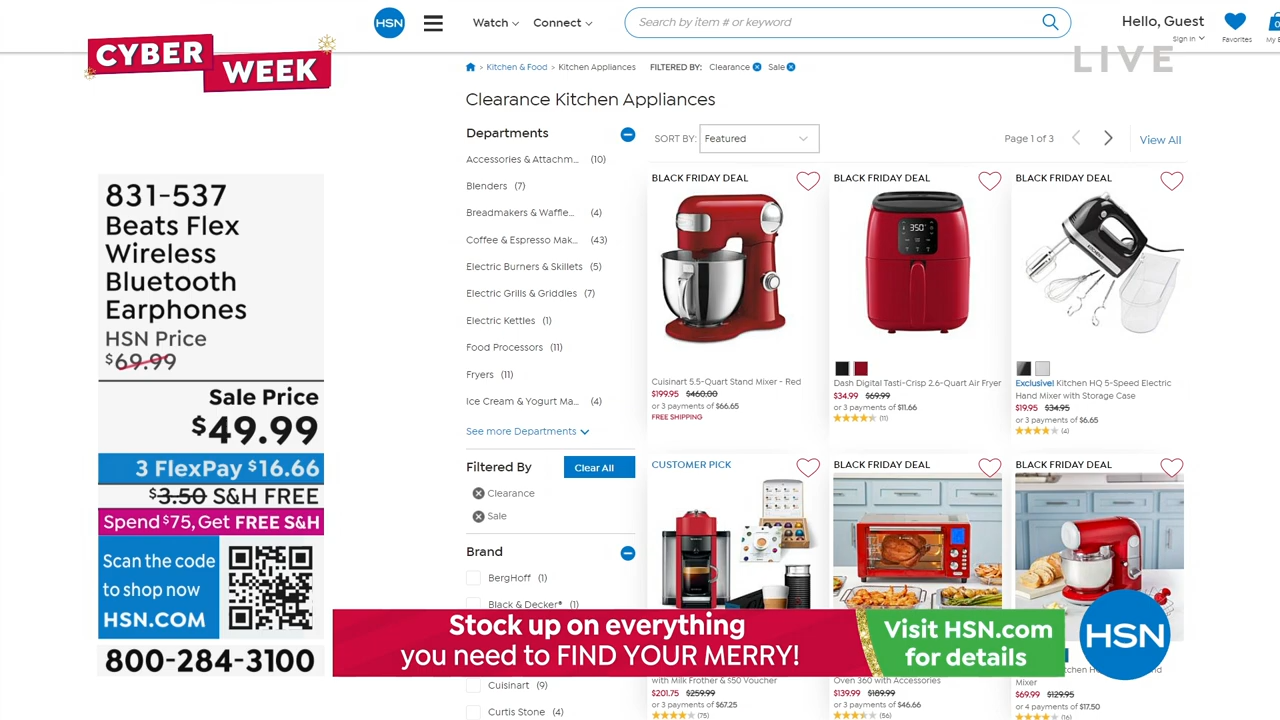 HSN
Watch
Connect
Search by item # or keyword
Hello, Guest
Sign in
Favorites
0
LIVE
CYBER
WEEK
> Kitchen & Food > Kitchen Appliances
FILTERED BY: Clearance Sale
Clearance Kitchen Appliances
Departments
Accessories & Attachm... (10)
Blenders (7)
Breadmakers & Waffle... (4)
Coffee & Espresso Mak... (43)
Electric Burners & Skillets (5)
Electric Grills & Griddles (7)
Electric Kettles (1)
Food Processors (11)
Fryers (11)
Ice Cream & Yogurt Ma... (4)
See more Departments
Filtered By
Clear All
Clearance
Sale
Brand
BergHoff (1)
Black & Decker® (1)
Cuisinart (9)
Curtis Stone (4)
SORT BY: Featured
Page 1 of 3
View All
BLACK FRIDAY DEAL
Cuisinart 5.5-Quart Stand Mixer - Red
$199.95 $460.00
or 3 payments of $66.65
FREE SHIPPING
BLACK FRIDAY DEAL
350°
Dash Digital Tasti-Crisp 2.6-Quart Air Fryer
$34.99 $69.99
or 3 payments of $11.66
(11)
BLACK FRIDAY DEAL
Exclusive! Kitchen HQ 5-Speed Electric
Hand Mixer with Storage Case
$19.95 $34.95
or 3 payments of $6.65
(4)
CUSTOMER PICK
with Milk Frother & $50 Voucher
$201.75 $259.99
or 3 payments of $67.25
(75)
BLACK FRIDAY DEAL
Oven 360 with Accessories
$139.99 $189.99
or 3 payments of $46.66
(56)
BLACK FRIDAY DEAL
Mixer
$69.99 $129.95
or 4 payments of $17.50
(16)
831-537
Beats Flex
Wireless
Bluetooth
Earphones
HSN Price
$69.99
Sale Price
$49.99
3 FlexPay $16.66
$3.50 S&H FREE
Spend $75, Get FREE S&H
Scan the code
to shop now
HSN.COM
800-284-3100
Stock up on everything
you need to FIND YOUR MERRY!
Visit HSN.com
for details
HSN